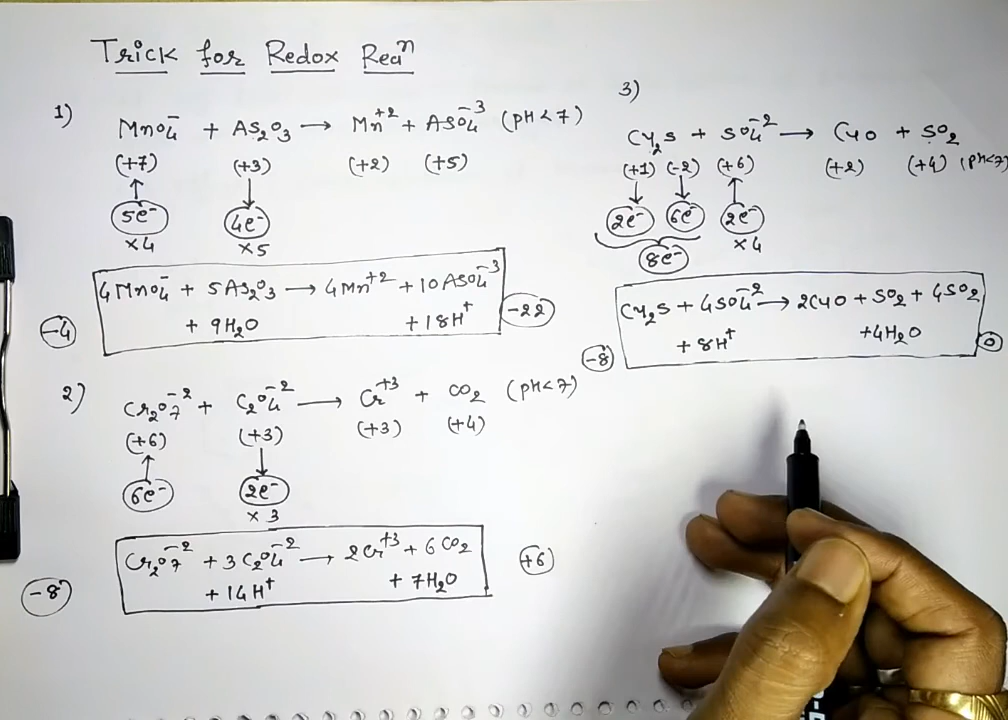 Trick for Redox Reaⁿ
1)
MnO₄⁻ + As₂O₃ → Mn⁺² + AsO₄⁻³ (pH<7)
(+7) (+3) (+2) (+5)
5e⁻ 4e⁻
×4 ×5
4MnO₄⁻ + 5As₂O₃ → 4Mn⁺² + 10AsO₄⁻³
+ 9H₂O + 18H⁺
-4 -22
2)
Cr₂O₇⁻² + C₂O₄⁻² → Cr⁺³ + CO₂ (pH<7)
(+6) (+3) (+3) (+4)
6e⁻ 2e⁻
×3
Cr₂O₇⁻² + 3C₂O₄⁻² → 2Cr⁺³ + 6CO₂
+ 14H⁺ + 7H₂O
-8 +6
3)
Cu₂S + SO₄⁻² → CuO + SO₂
(+1) (-2) (+6) (+2) (+4) (pH<7)
2e⁻ 6e⁻ 2e⁻
×4
8e⁻
Cu₂S + 4SO₄⁻² → 2CuO + SO₂ + 4SO₂
+ 8H⁺ + 4H₂O
-8 0